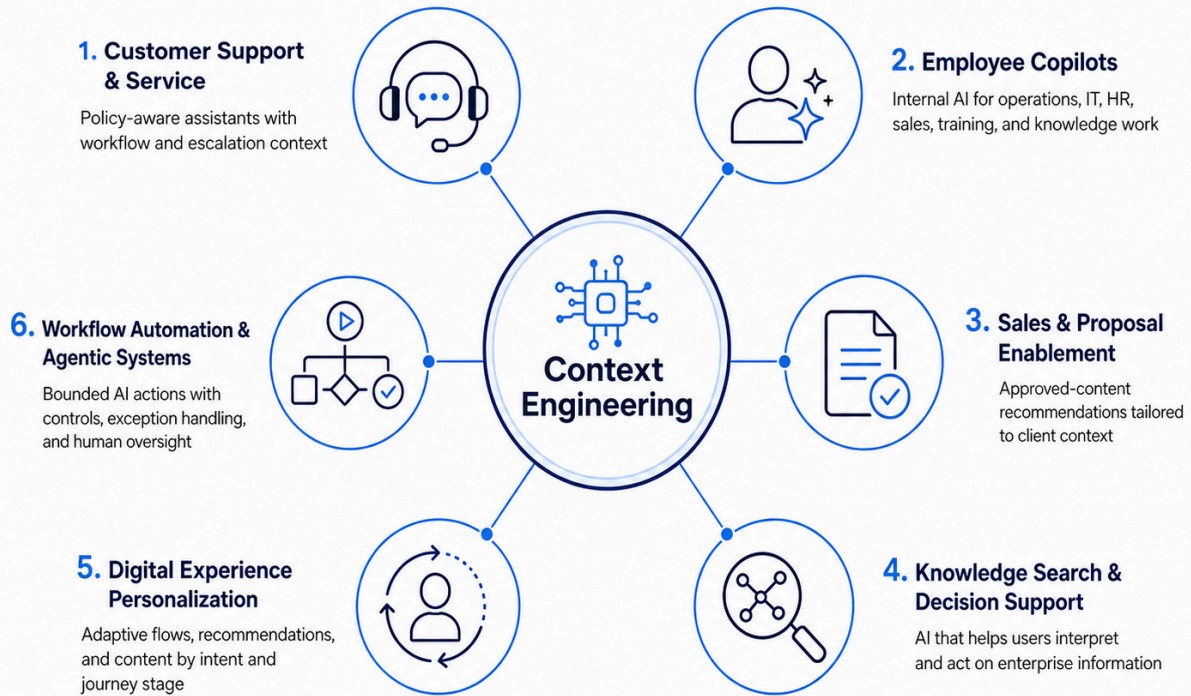 1. Customer Support
& Service
Policy-aware assistants with
workflow and escalation context
2. Employee Copilots
Internal AI for operations, IT, HR,
sales, training, and knowledge work
Context
Engineering
3. Sales & Proposal
Enablement
Approved-content
recommendations tailored
to client context
4. Knowledge Search &
Decision Support
AI that helps users interpret
and act on enterprise information
5. Digital Experience
Personalization
Adaptive flows, recommendations,
and content by intent and
journey stage
6. Workflow Automation &
Agentic Systems
Bounded AI actions with
controls, exception handling,
and human oversight